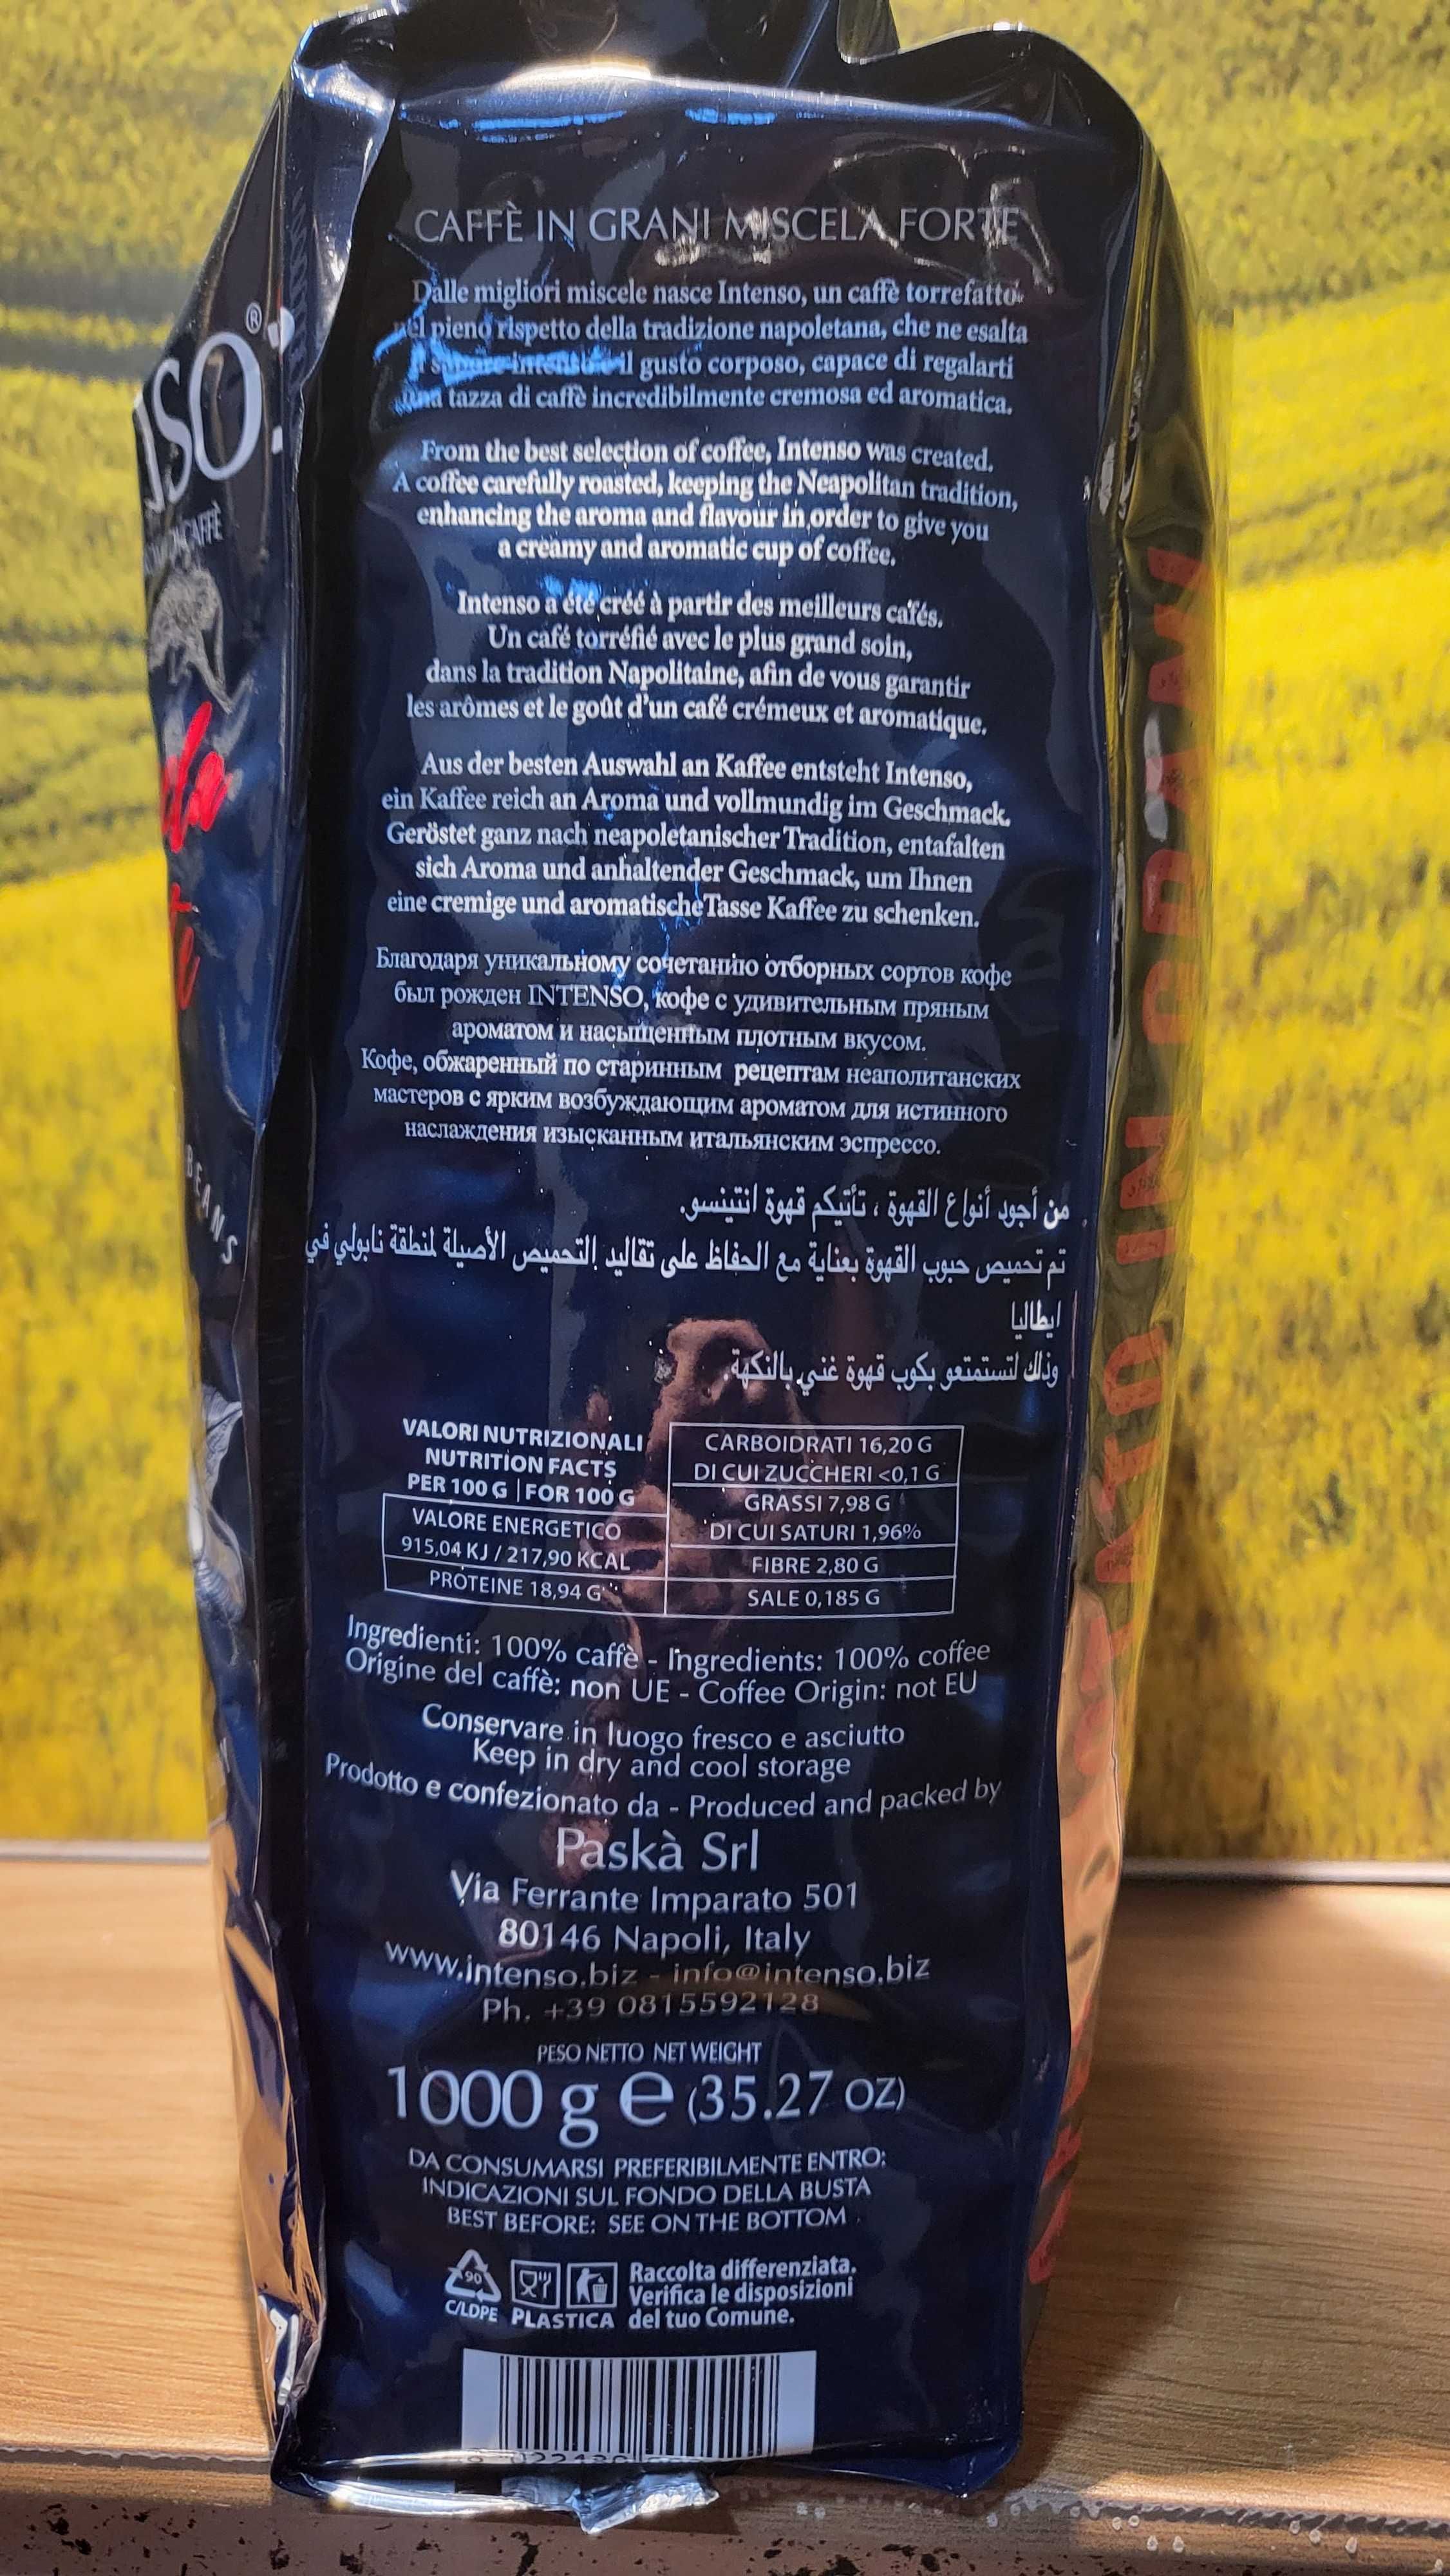 CAFFÈ IN GRANI MISCELA FORTE
Dalle migliori miscele nasce Intenso, un caffè torrefatto
nel pieno rispetto della tradizione napoletana, che ne esalta
il gusto corposo, capace di regalarti
una tazza di caffè incredibilmente cremosa ed aromatica.
From the best selection of coffee, Intenso was created.
A coffee carefully roasted, keeping the Neapolitan tradition,
enhancing the aroma and flavour in order to give you
a creamy and aromatic cup of coffee.
Intenso a été créé à partir des meilleurs cafés.
Un café torréfié avec le plus grand soin,
dans la tradition Napolitaine, afin de vous garantir
les arômes et le goût d'un café crémeux et aromatique.
Aus der besten Auswahl an Kaffee entsteht Intenso,
ein Kaffee reich an Aroma und vollmundig im Geschmack.
Geröstet ganz nach neapoletanischer Tradition, entafalten
sich Aroma und anhaltender Geschmack, um Ihnen
eine cremige und aromatische Tasse Kaffee zu schenken.
Благодаря уникальному сочетанию отборных сортов кофе
был рожден INTENSO, кофе с удивительным пряным
ароматом и насыщенным плотным вкусом.
Кофе, обжаренный по старинным рецептам неаполитанских
мастеров с ярким возбуждающим ароматом для истинного
наслаждения изысканным итальянским эспрессо.
من أجود أنواع القهوة ، تأتيكم قهوة انتينسو.
تم تحميص حبوب القهوة بعناية مع الحفاظ على تقاليد التحميص الأصيلة لمنطقة نابولي في
ايطاليا
وذلك لتستمتعو بكوب قهوة غني بالنكهة.
VALORI NUTRIZIONALI
NUTRITION FACTS
PER 100 G | FOR 100 G
VALORE ENERGETICO
915,04 KJ / 217,90 KCAL
PROTEINE 18,94 G
CARBOIDRATI 16,20 G
DI CUI ZUCCHERI <0,1 G
GRASSI 7,98 G
DI CUI SATURI 1,96%
FIBRE 2,80 G
SALE 0,185 G
Ingredienti: 100% caffè - Ingredients: 100% coffee
Origine del caffè: non UE - Coffee Origin: not EU
Conservare in luogo fresco e asciutto
Keep in dry and cool storage
Prodotto e confezionato da - Produced and packed by
Paskà Srl
Via Ferrante Imparato 501
80146 Napoli, Italy
www.intenso.biz - info@intenso.biz
Ph. +39 0815592128
PESO NETTO NET WEIGHT
1000 g e (35.27 OZ)
DA CONSUMARSI PREFERIBILMENTE ENTRO:
INDICAZIONI SUL FONDO DELLA BUSTA
BEST BEFORE: SEE ON THE BOTTOM
90
C/LDPE PLASTICA
Raccolta differenziata.
Verifica le disposizioni
del tuo Comune.
BEANS